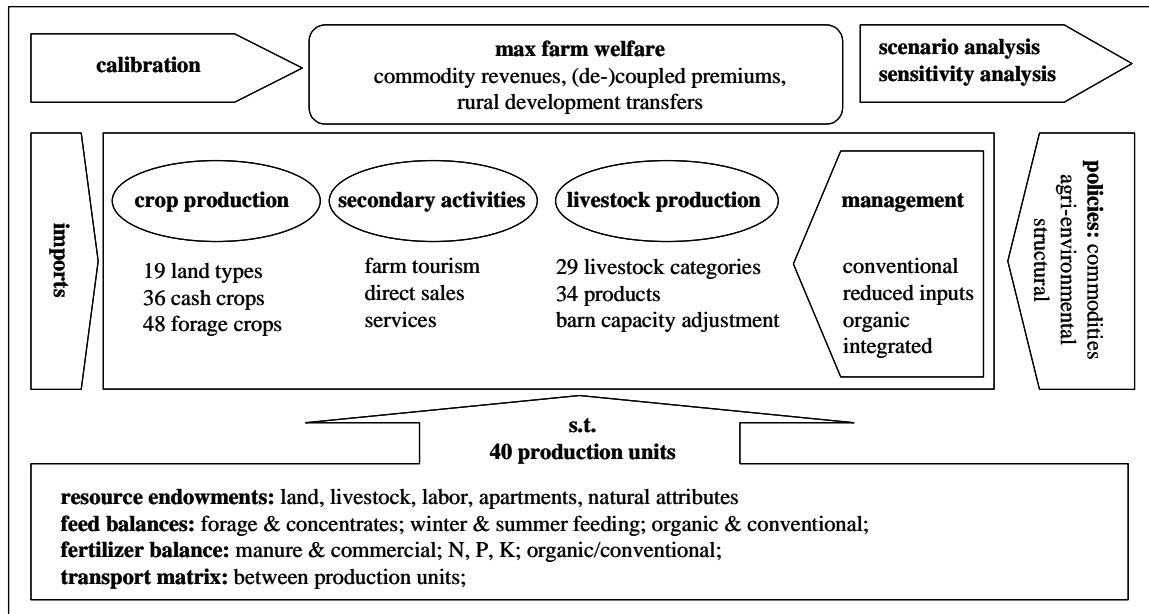 calibration
max farm welfare
commodity revenues, (de-)coupled premiums,
rural development transfers
scenario analysis
sensitivity analysis
imports
crop production
19 land types
36 cash crops
48 forage crops
secondary activities
farm tourism
direct sales
services
livestock production
29 livestock categories
34 products
barn capacity adjustment
management
conventional
reduced inputs
organic
integrated
policies: commodities
agri-environmental
structural
s.t.
40 production units
resource endowments: land, livestock, labor, apartments, natural attributes
feed balances: forage & concentrates; winter & summer feeding; organic & conventional;
fertilizer balance: manure & commercial; N, P, K; organic/conventional;
transport matrix: between production units;